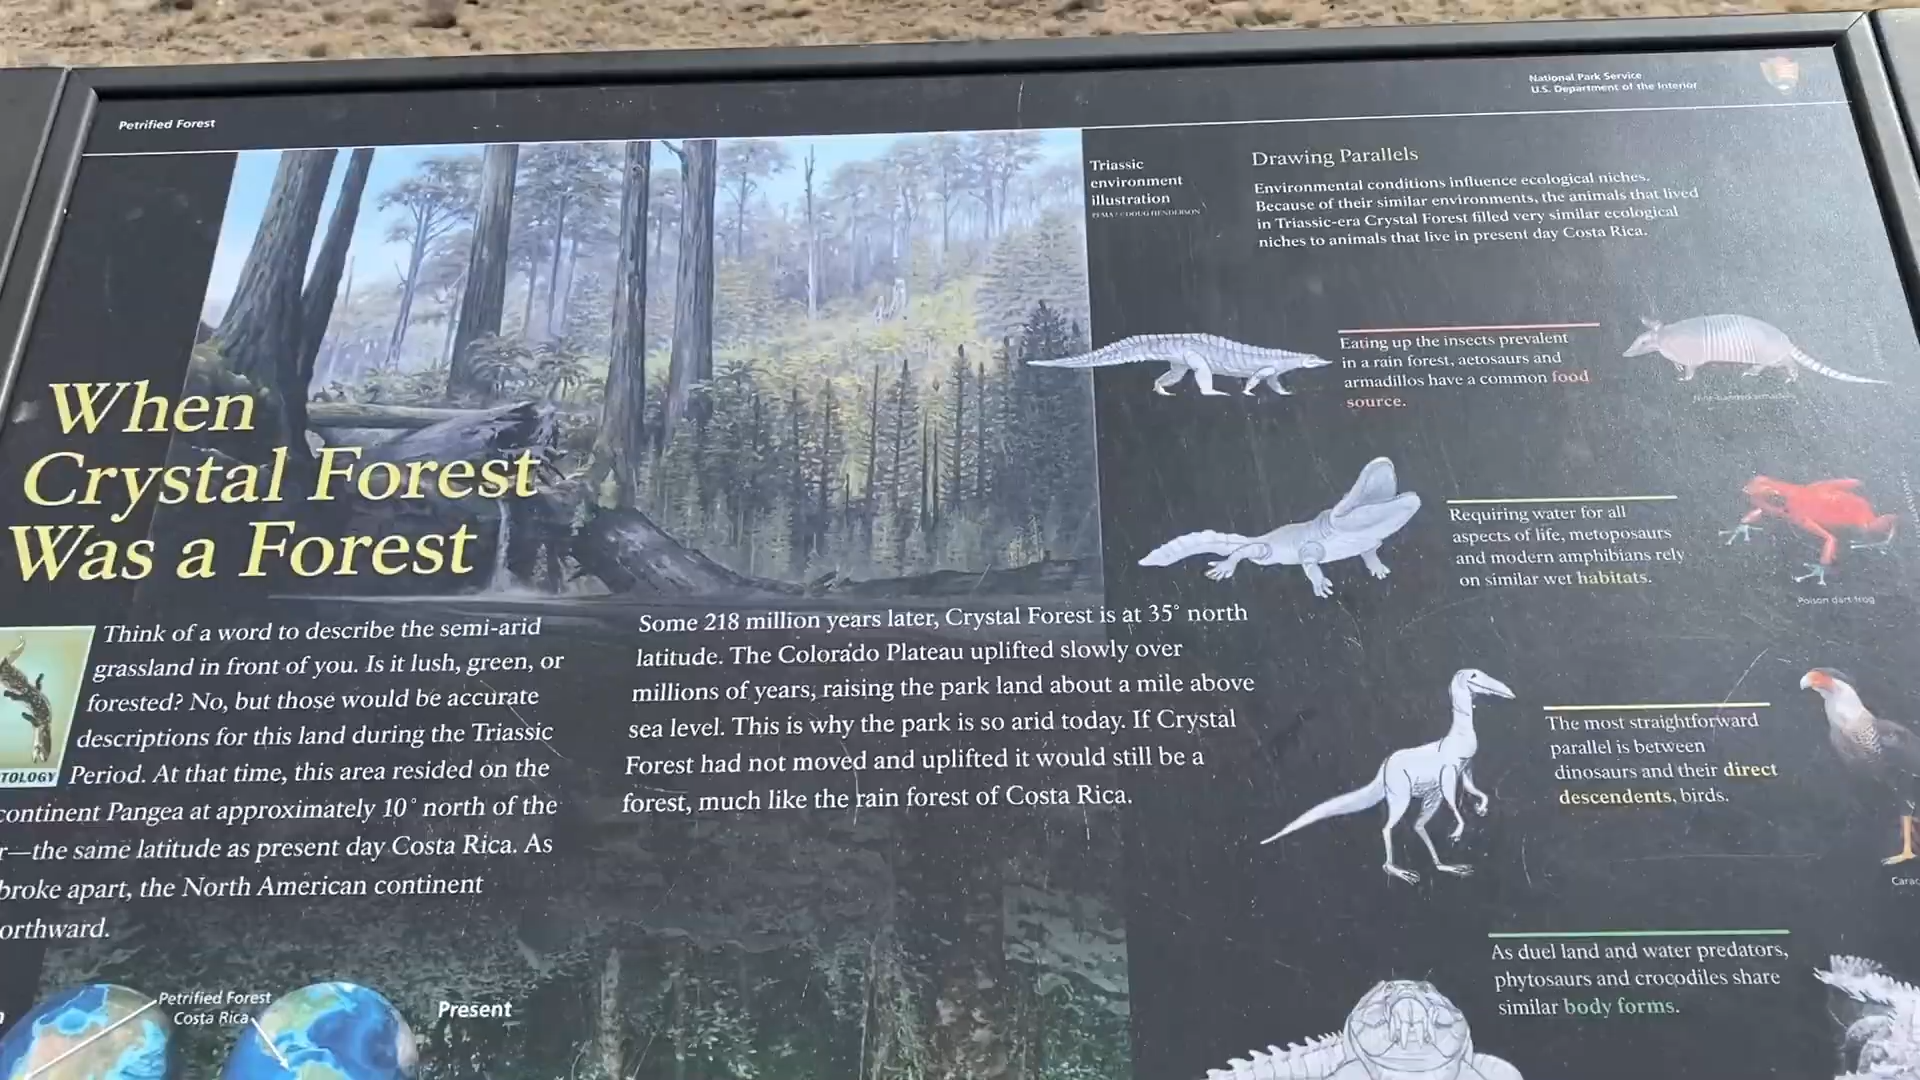 Petrified Forest
National Park Service
U.S. Department of the Interior
When
Crystal Forest
Was a Forest
Triassic
environment
illustration
Drawing Parallels
Environmental conditions influence ecological niches.
Because of their similar environments, the animals that lived
in Triassic-era Crystal Forest filled very similar ecological
niches to animals that live in present day Costa Rica.
Eating up the insects prevalent
in a rain forest, actosaurs and
armadillos have a common food
source.
Requiring water for all
aspects of life, metoposaurs
and modern amphibians rely
on similar wet habitats.
Poison dart frog
The most straightforward
parallel is between
dinosaurs and their direct
descendents, birds.
Carac
As duel land and water predators,
phytosaurs and crocodiles share
similar body forms.
Think of a word to describe the semi-arid
grassland in front of you. Is it lush, green, or
forested? No, but those would be accurate
descriptions for this land during the Triassic
Period. At that time, this area resided on the
continent Pangea at approximately 10° north of the
r—the same latitude as present day Costa Rica. As
broke apart, the North American continent
orthward.
TOLOGY
Some 218 million years later, Crystal Forest is at 35° north
latitude. The Colorado Plateau uplifted slowly over
millions of years, raising the park land about a mile above
sea level. This is why the park is so arid today. If Crystal
Forest had not moved and uplifted it would still be a
forest, much like the rain forest of Costa Rica.
Petrified Forest
Costa Rica
Present